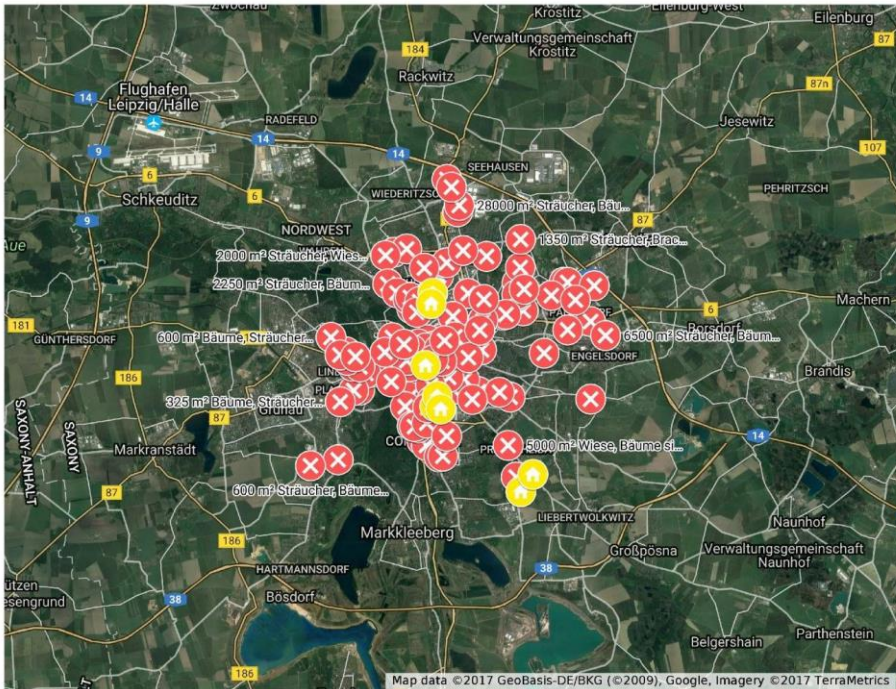 Zwochau
Krostitz
Eilenburg-West
Verwaltungsgemeinschaft
Krostitz
Eilenburg
184
87
Rackwitz
87n
Flughafen
Leipzig/Halle
14
RADEFELD
14
Jesewitz
107
9
14
SEEHAUSEN
6
WIEDERITZSC
PEHRITZSCH
6
87
Schkeuditz
28000 m² Sträucher, Bäu...
9
NORDWEST
1350 m² Sträucher, Brac...
Aue
2000 m² Sträucher, Wies...
2250 m² Sträucher, Bäum...
Machern
6
181
GÜNTHERSDORF
600 m² Bäume, Sträucher...
6500 m² Sträucher, Bäum...
Borsdorf
ENGELSDORF
186
Brandis
325 m² Bäume, Sträucher...
Grünau
87
SAXONY-ANHALT
SAXONY
14
Markranstädt
5000 m² Wiese, Bäume si...
87
600 m² Sträucher, Bäume...
LIEBERTWOLKWITZ
Naunhof
Markkleeberg
186
Großpösna
Verwaltungsgemeinschaft
Naunhof
HARTMANNSDORF
38
38
Bösdorf
esengrund
Parthenstein
Belgershain
186
Map data ©2017 GeoBasis-DE/BKG (©2009), Google, Imagery ©2017 TerraMetrics